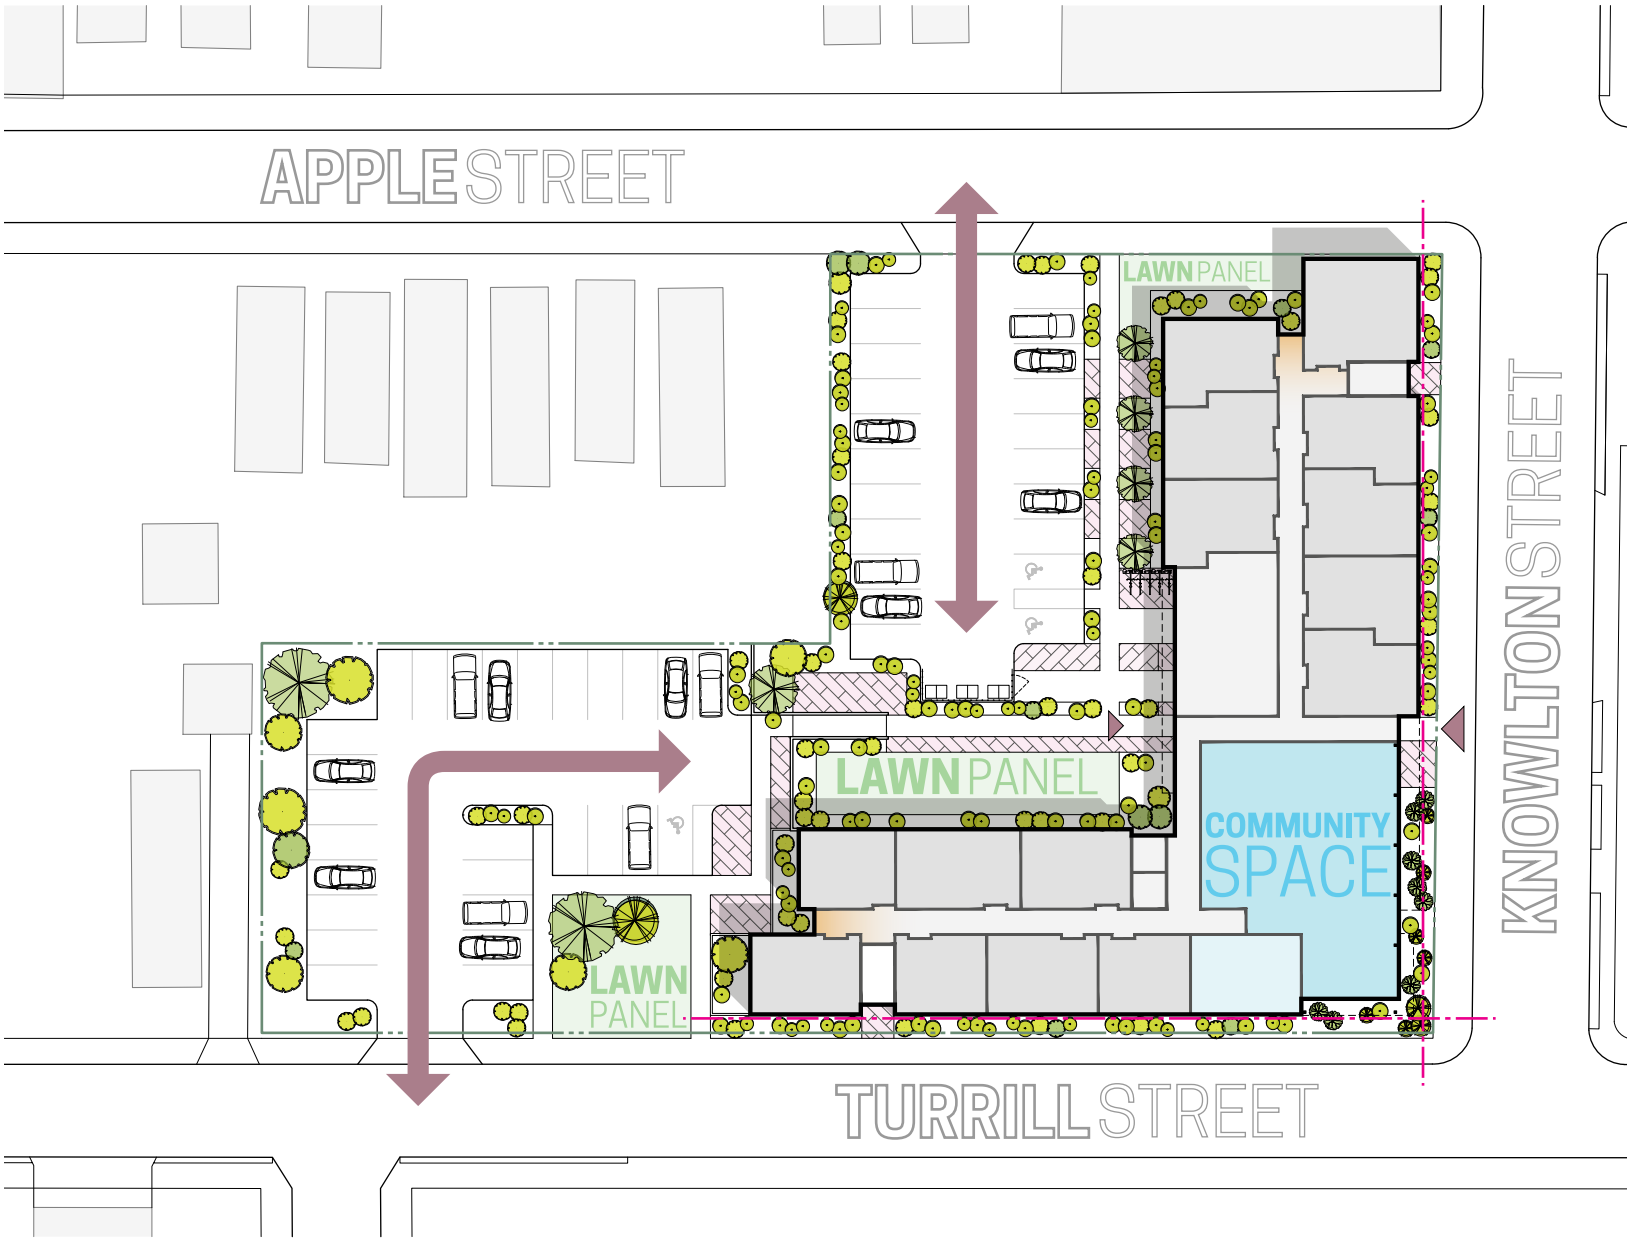 APPLE STREET
LAWN PANEL
KNOWLTON STREET
LAWN PANEL
COMMUNITY
SPACE
LAWN
PANEL
TURRILL STREET